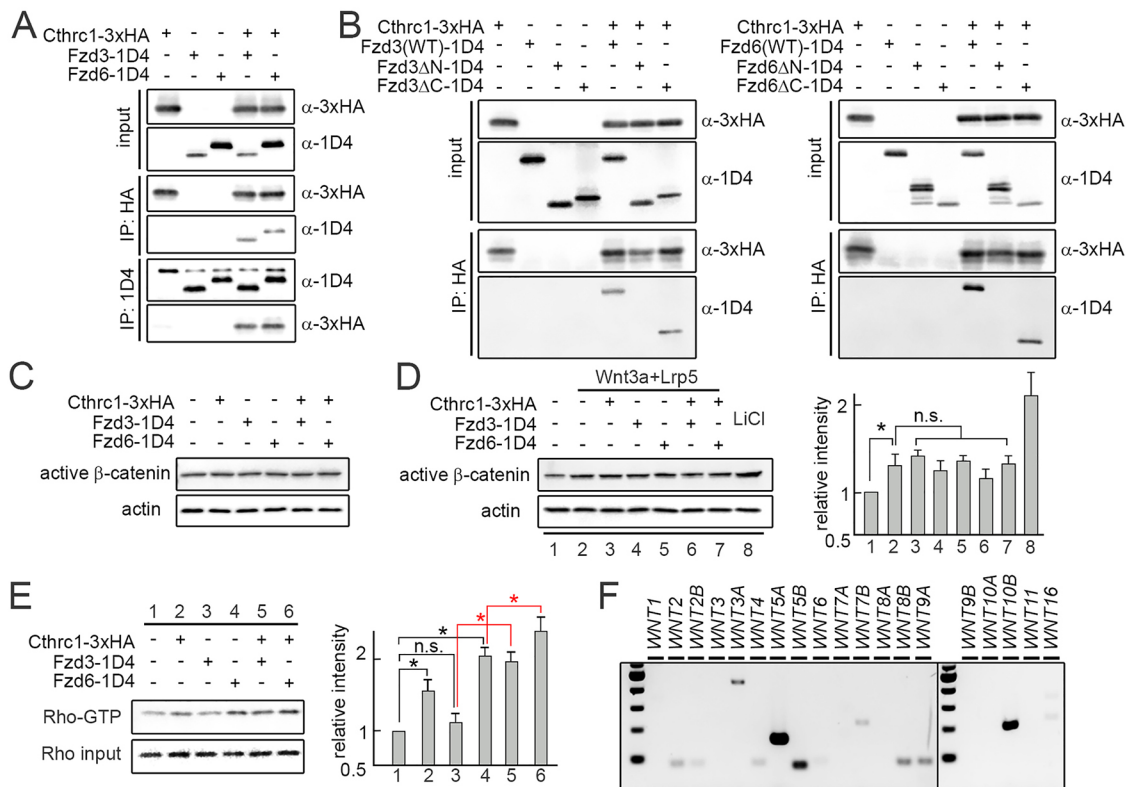 A
Cthrc1-3xHA + - - + +
Fzd3-1D4 - + - + -
Fzd6-1D4 - - + - +
input
α-3xHA
α-1D4
IP: HA
α-3xHA
α-1D4
IP: 1D4
α-1D4
α-3xHA
B
Cthrc1-3xHA + - - - + + +
Fzd3(WT)-1D4 - + - - + - -
Fzd3ΔN-1D4 - - + - - + -
Fzd3ΔC-1D4 - - - + - - +
input
α-3xHA
α-1D4
IP: HA
α-3xHA
α-1D4
Cthrc1-3xHA + - - - + + +
Fzd6(WT)-1D4 - + - - + - -
Fzd6ΔN-1D4 - - + - - + -
Fzd6ΔC-1D4 - - - + - - +
input
α-3xHA
α-1D4
IP: HA
α-3xHA
α-1D4
C
Cthrc1-3xHA - + - - + +
Fzd3-1D4 - - + - + -
Fzd6-1D4 - - - + - +
active β-catenin
actin
D
Wnt3a+Lrp5
Cthrc1-3xHA - - + - - + +
Fzd3-1D4 - - - + - + -
Fzd6-1D4 - - - - + - +
LiCl
active β-catenin
actin
1 2 3 4 5 6 7 8
relative intensity
2
1
0.5
* n.s.
1 2 3 4 5 6 7 8
E
1 2 3 4 5 6
Cthrc1-3xHA - + - - + +
Fzd3-1D4 - - + - + -
Fzd6-1D4 - - - + - +
Rho-GTP
Rho input
relative intensity
2
1
0.5
*
*
*
n.s.
*
1 2 3 4 5 6
F
WNT1 WNT2 WNT2B WNT3 WNT3A WNT4 WNT5A WNT5B WNT6 WNT7A WNT7B WNT8A WNT8B WNT9A
WNT9B WNT10A WNT10B WNT11 WNT16